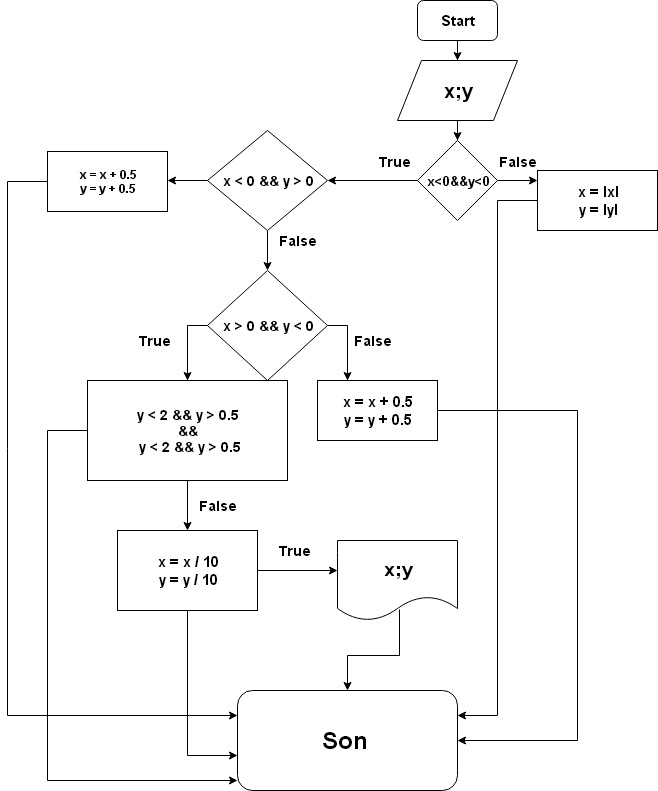 Start
x;y
x<0&&y<0
True
False
x < 0 && y > 0
x = x + 0.5
y = y + 0.5
x = |x|
y = |y|
False
x > 0 && y < 0
True
False
y < 2 && y > 0.5
&&
y < 2 && y > 0.5
x = x + 0.5
y = y + 0.5
False
x = x / 10
y = y / 10
True
x;y
Son